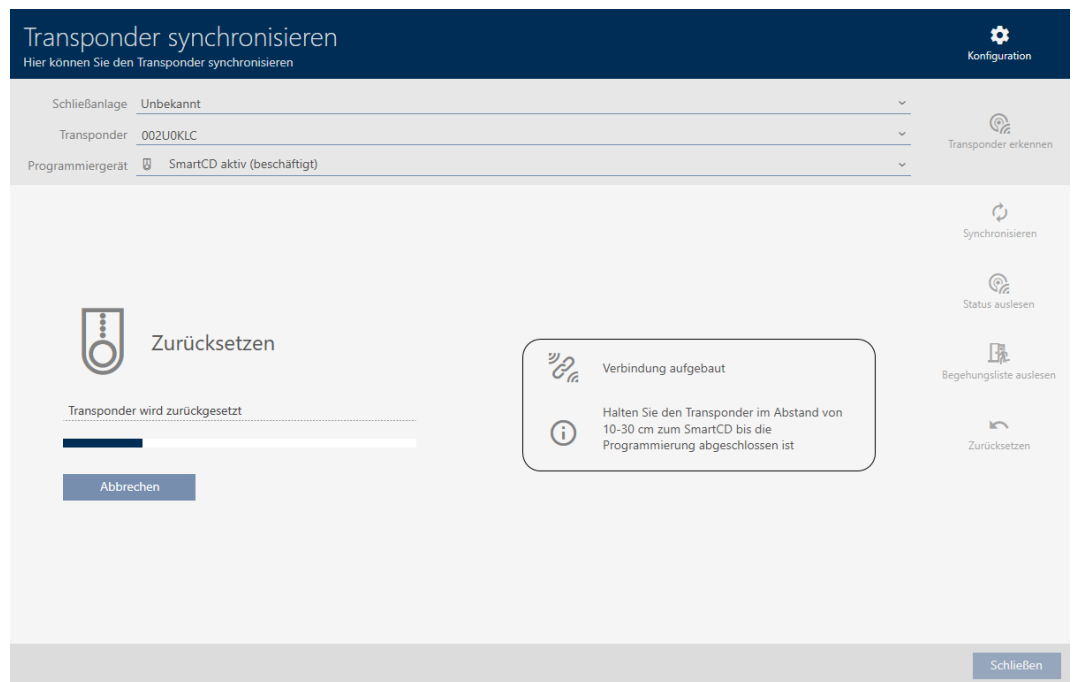 Transponder synchronisieren
Hier können Sie den Transponder synchronisieren
Konfiguration
Schließanlage Unbekannt
Transponder 002U0KLC
Programmiergerät SmartCD aktiv (beschäftigt)
Transponder erkennen
Synchronisieren
Status auslesen
Begehungsliste auslesen
Zurücksetzen
Zurücksetzen
Transponder wird zurückgesetzt
Abbrechen
Verbindung aufgebaut
Halten Sie den Transponder im Abstand von
10-30 cm zum SmartCD bis die
Programmierung abgeschlossen ist
Schließen